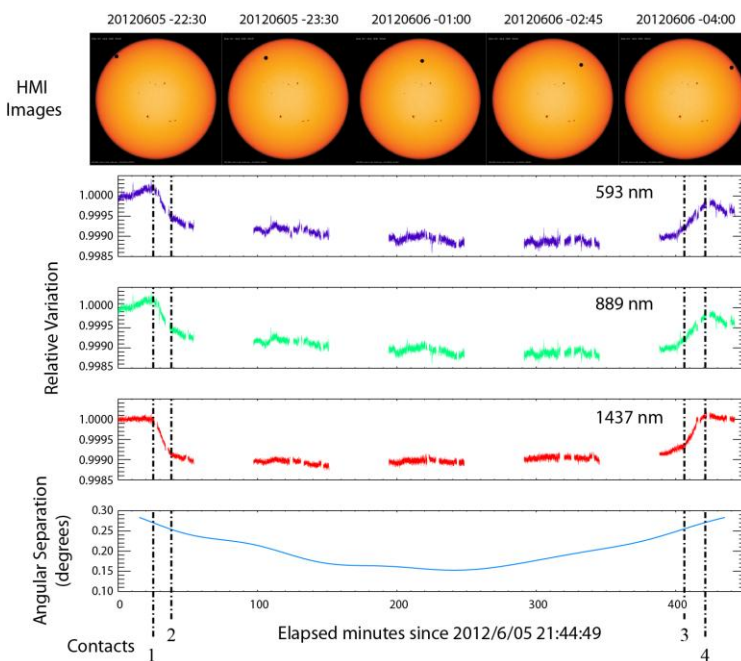 20120605 -22:30 20120605 -23:30 20120606 -01:00 20120606 -02:45 20120606 -04:00
HMI
Images
593 nm
1.0000
0.9995
0.9990
0.9985
889 nm
1.0000
0.9995
0.9990
0.9985
Relative Variation
1437 nm
1.0000
0.9995
0.9990
0.9985
Angular Separation
(degrees)
0.30
0.25
0.20
0.15
0.10
0 100 200 300 400
Elapsed minutes since 2012/6/05 21:44:49
Contacts
1 2 3 4